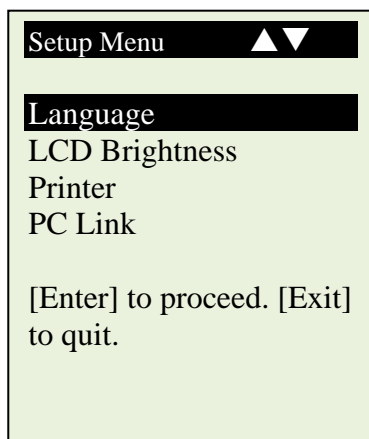 Setup Menu ▲▼
Language
LCD Brightness
Printer
PC Link
[Enter] to proceed. [Exit]
to quit.